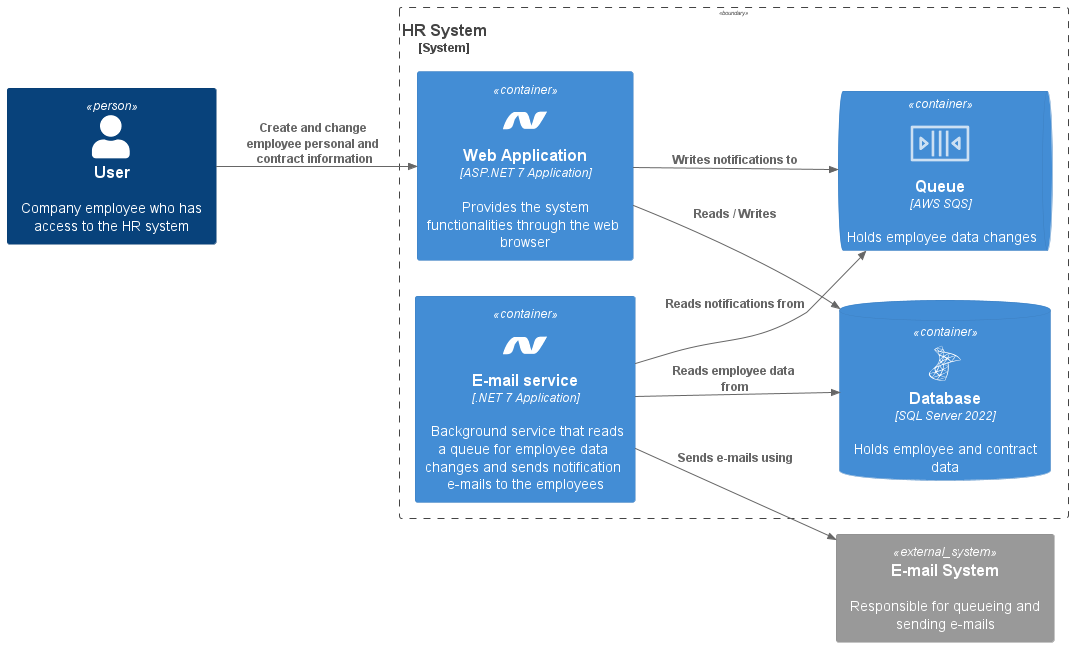 «boundary»
HR System
[System]
«person»
User
Company employee who has
access to the HR system
Create and change
employee personal and
contract information
«container»
Web Application
[ASP.NET 7 Application]
Provides the system
functionalities through the web
browser
Writes notifications to
Reads / Writes
«container»
Queue
[AWS SQS]
Holds employee data changes
«container»
E-mail service
[.NET 7 Application]
Background service that reads
a queue for employee data
changes and sends notification
e-mails to the employees
Reads notifications from
Reads employee data
from
Sends e-mails using
«container»
Database
[SQL Server 2022]
Holds employee and contract
data
«external_system»
E-mail System
Responsible for queueing and
sending e-mails